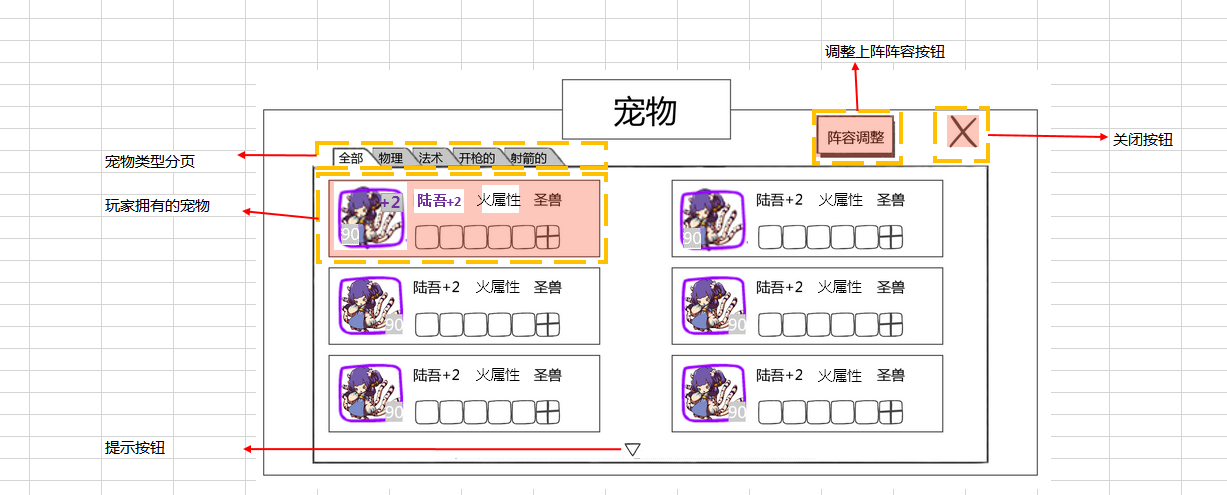 调整上阵阵容按钮
宠物
阵容调整
关闭按钮
宠物类型分页
全部 物理 法术 开枪的 射箭的
玩家拥有的宠物
+2 陆吾+2 火属性 圣兽
90
陆吾+2 火属性 圣兽
90
陆吾+2 火属性 圣兽
90
陆吾+2 火属性 圣兽
90
陆吾+2 火属性 圣兽
90
陆吾+2 火属性 圣兽
90
提示按钮